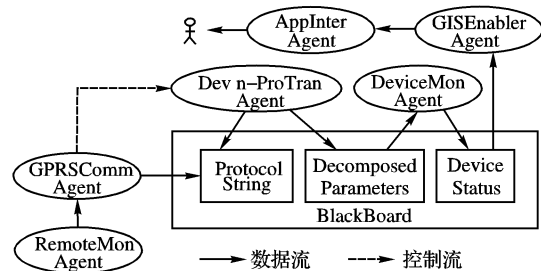 AppInter
Agent
GISEnabler
Agent
Dev n-ProTran
Agent
DeviceMon
Agent
GPRSComm
Agent
Protocol
String
Decomposed
Parameters
Device
Status
BlackBoard
RemoteMon
Agent
数据流
控制流